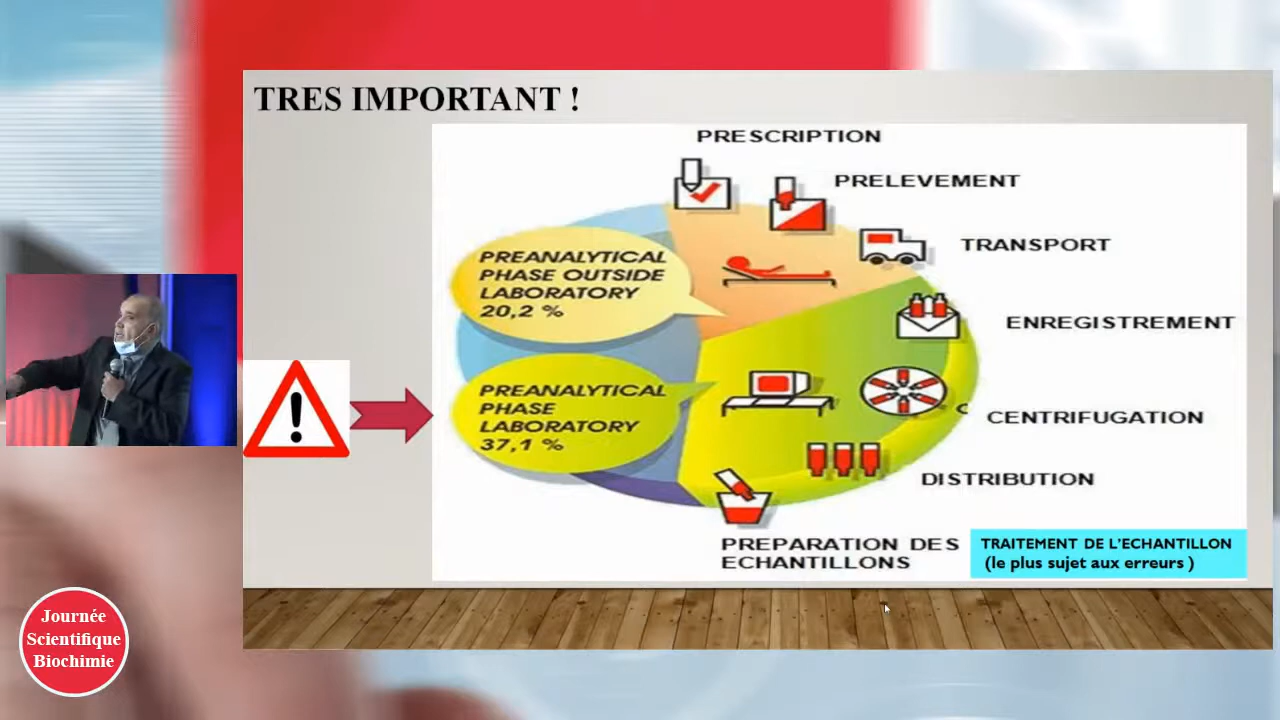 TRES IMPORTANT !
PRESCRIPTION
PRELEVEMENT
TRANSPORT
ENREGISTREMENT
CENTRIFUGATION
DISTRIBUTION
PREPARATION DES
ECHANTILLONS
PREANALYTICAL
PHASE OUTSIDE
LABORATORY
20,2 %
PREANALYTICAL
PHASE
LABORATORY
37,1 %
TRAITEMENT DE L'ECHANTILLON
(le plus sujet aux erreurs )
Journée
Scientifique
Biochimie